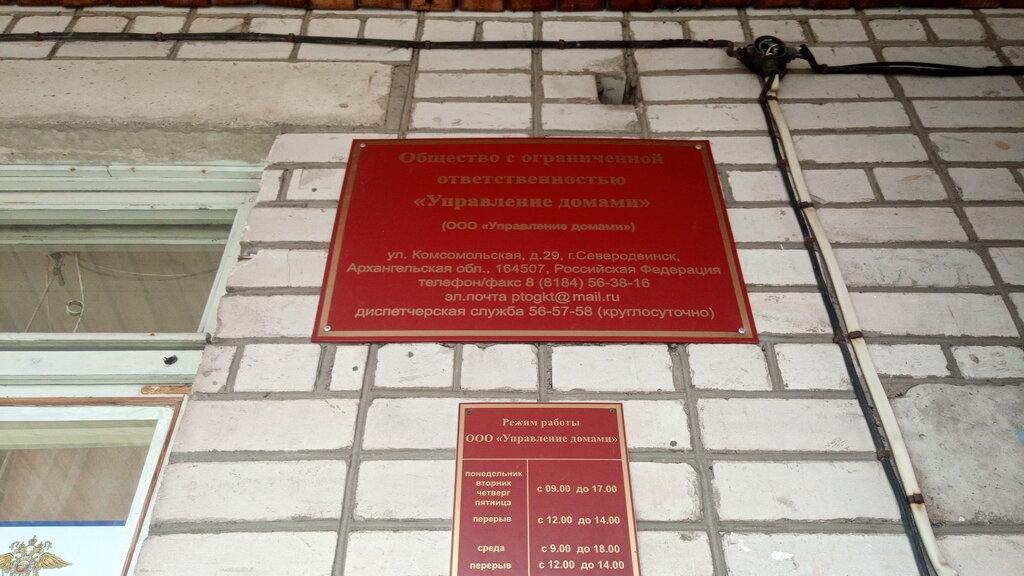 Общество с ограниченной
ответственностью
«Управление домами»
(ООО «Управление домами»)
ул. Комсомольская, д.29, г.Северодвинск,
Архангельская обл., 164507, Российская Федерация
телефон/факс 8 (8184) 56-38-16
эл.почта ptogkt@mail.ru
диспетчерская служба 56-57-58 (круглосуточно)
Режим работы
ООО «Управление домами»
понедельник
вторник
четверг
пятница
с 09.00 до 17.00
перерыв с 12.00 до 14.00
среда с 9.00 до 18.00
перерыв с 12.00 до 14.00